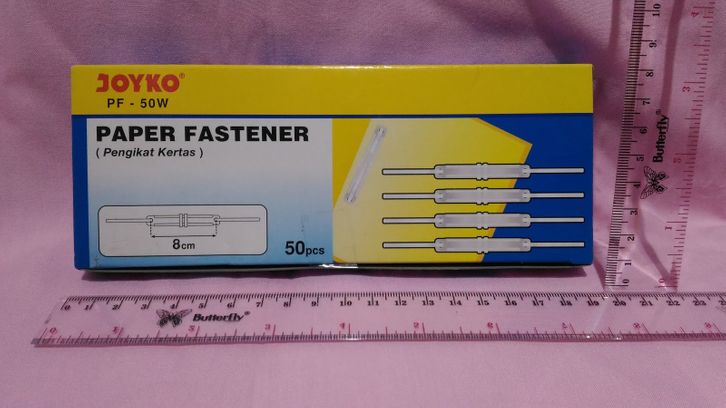 JOYKO®
PF - 50W
PAPER FASTENER
( Pengikat Kertas )
8cm
50pcs
Butterfly®
Butterfly®